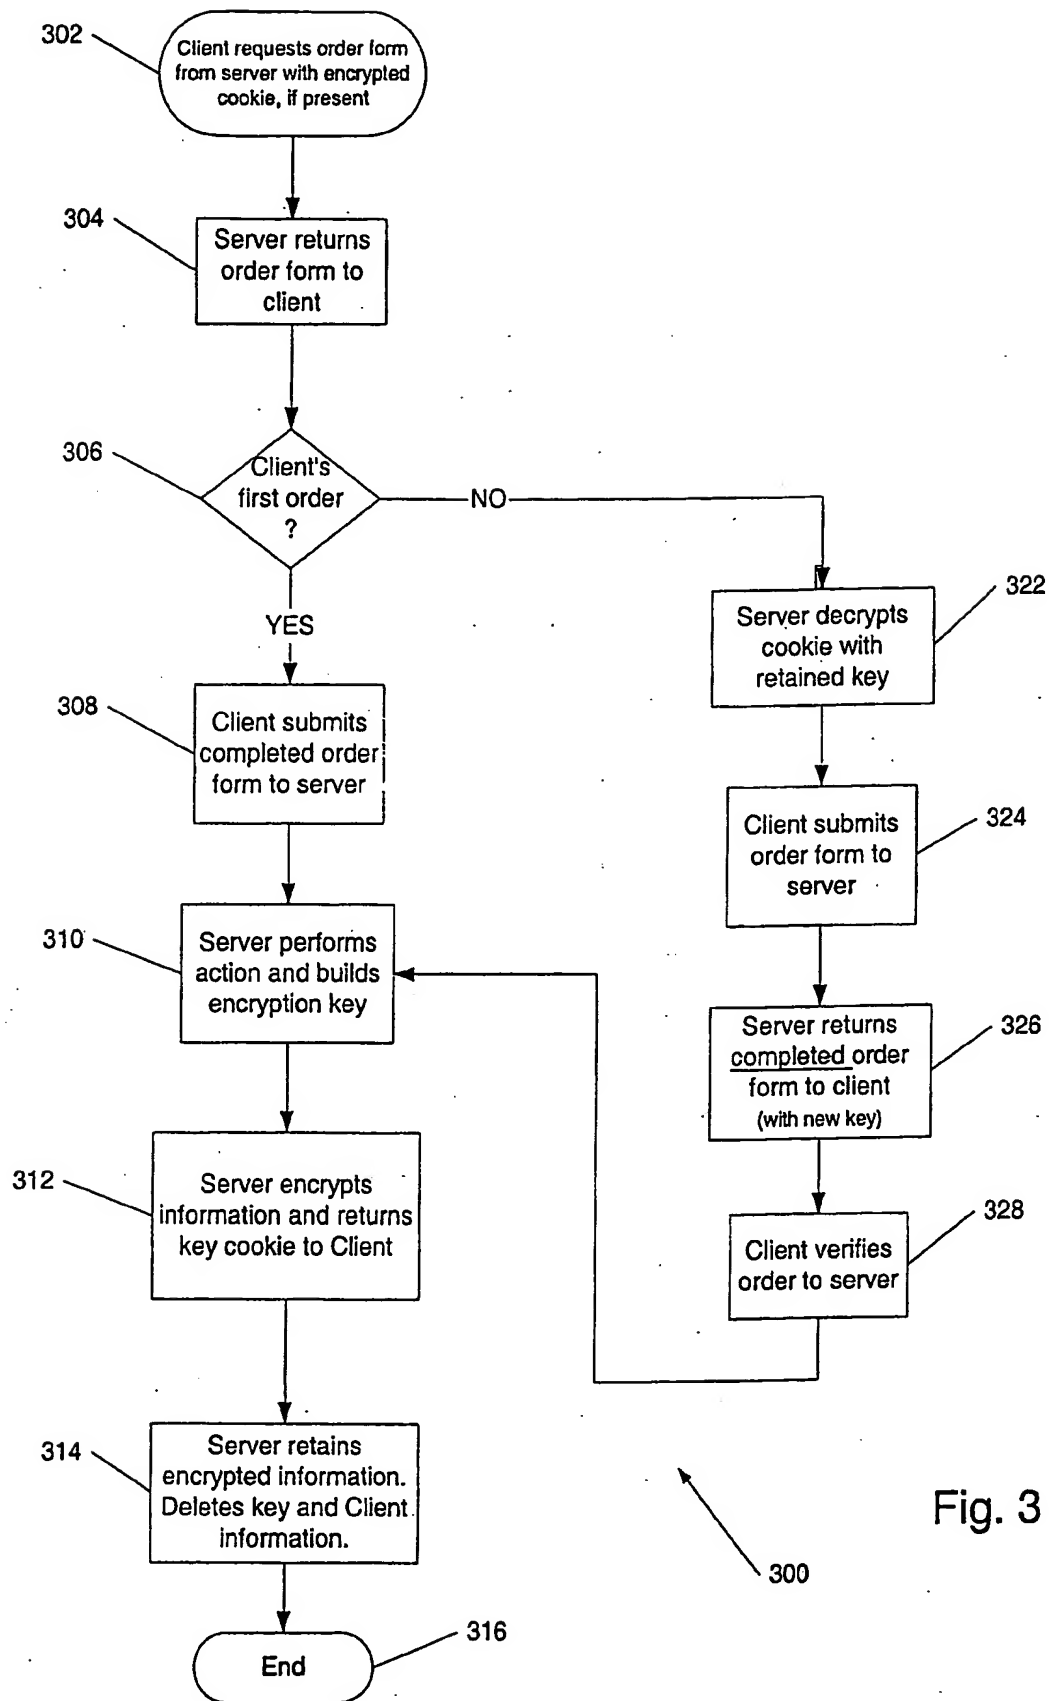 302
Client requests order form
from server with encrypted
cookie, if present
304
Server returns
order form to
client
306
Client's
first order
?
NO
YES
322
Server decrypts
cookie with
retained key
308
Client submits
completed order
form to server
324
Client submits
order form to
server
310
Server performs
action and builds
encryption key
326
Server returns
completed order
form to client
(with new key)
312
Server encrypts
information and returns
key cookie to Client
328
Client verifies
order to server
314
Server retains
encrypted information.
Deletes key and Client
information.
Fig. 3
300
316
End